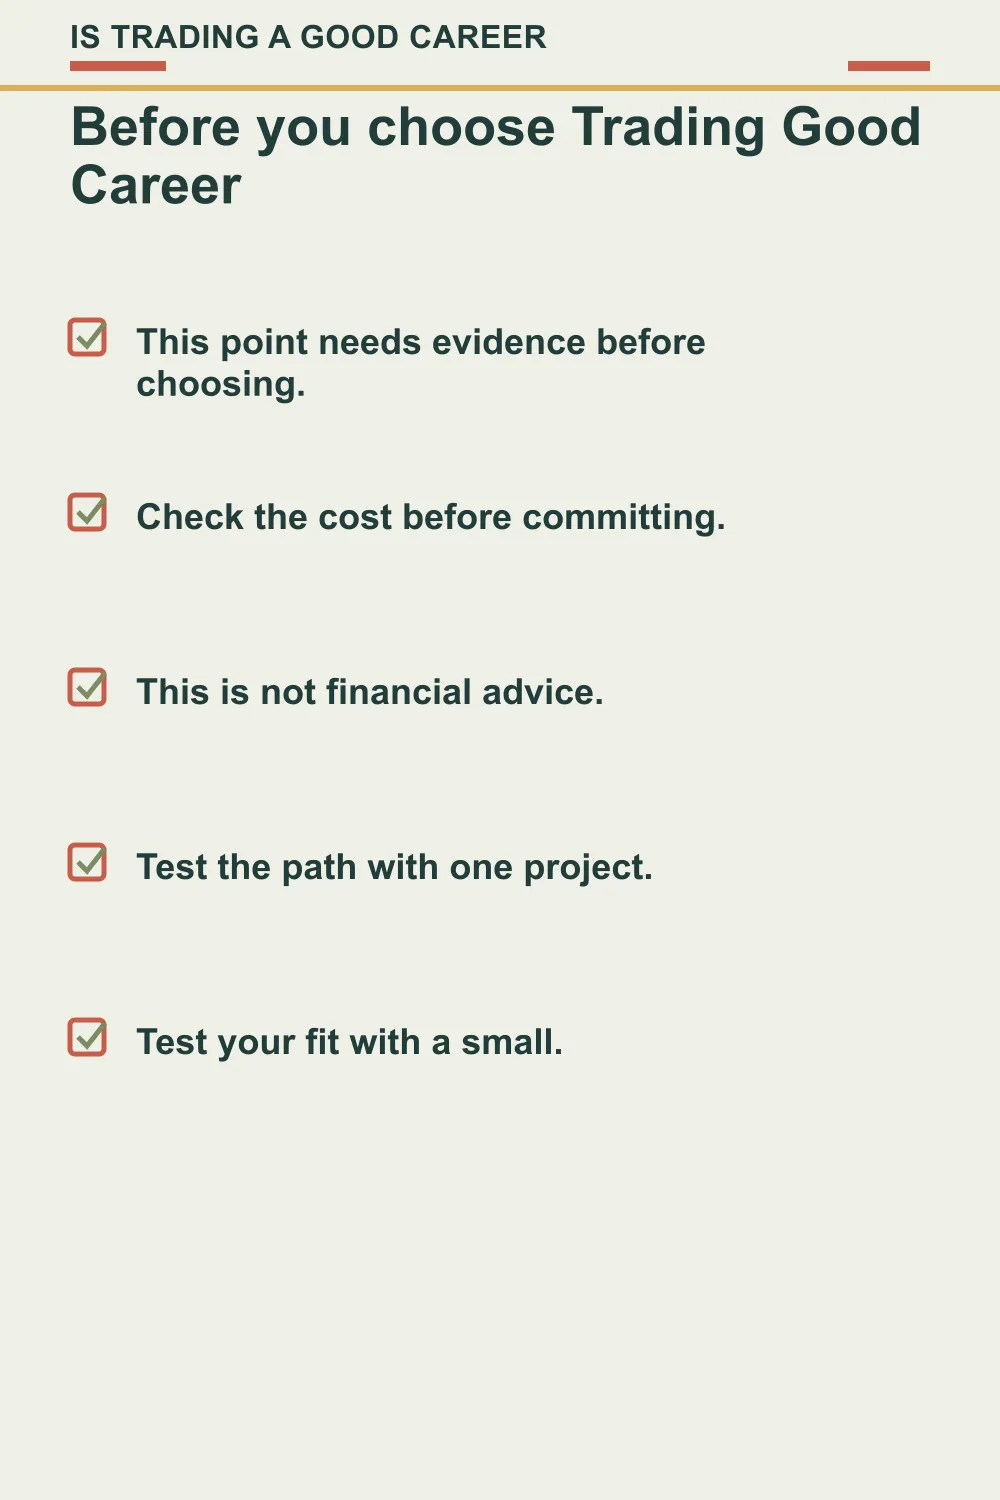 IS TRADING A GOOD CAREER
Before you choose Trading Good
Career
This point needs evidence before
choosing.
Check the cost before committing.
This is not financial advice.
Test the path with one project.
Test your fit with a small.